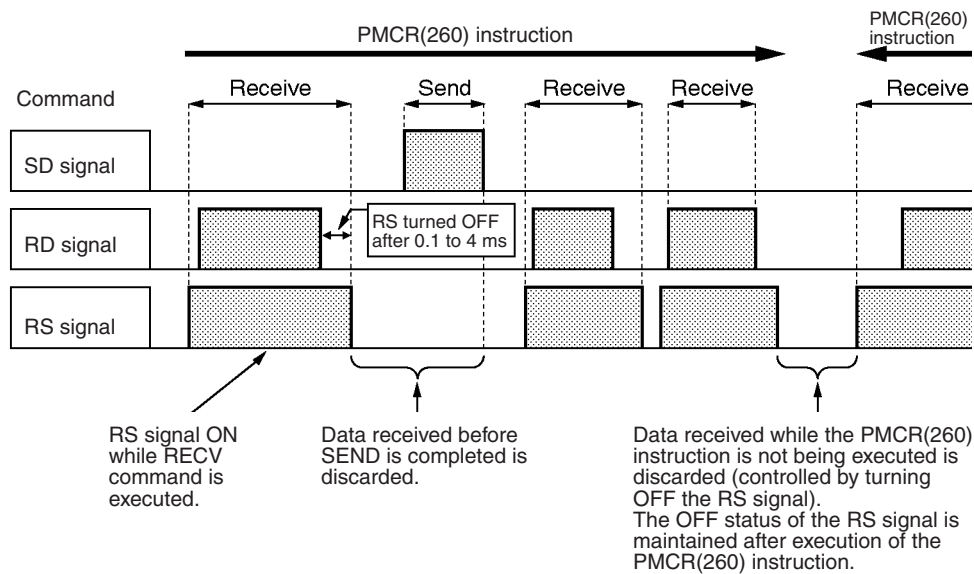 PMCR(260) instruction
PMCR(260)
instruction
Command
Receive
Send
Receive
Receive
Receive
SD signal
RD signal
RS turned OFF
after 0.1 to 4 ms
RS signal
RS signal ON
while RECV
command is
executed.
Data received before
SEND is completed is
discarded.
Data received while the PMCR(260)
instruction is not being executed is
discarded (controlled by turning
OFF the RS signal).
The OFF status of the RS signal is
maintained after execution of the
PMCR(260) instruction.